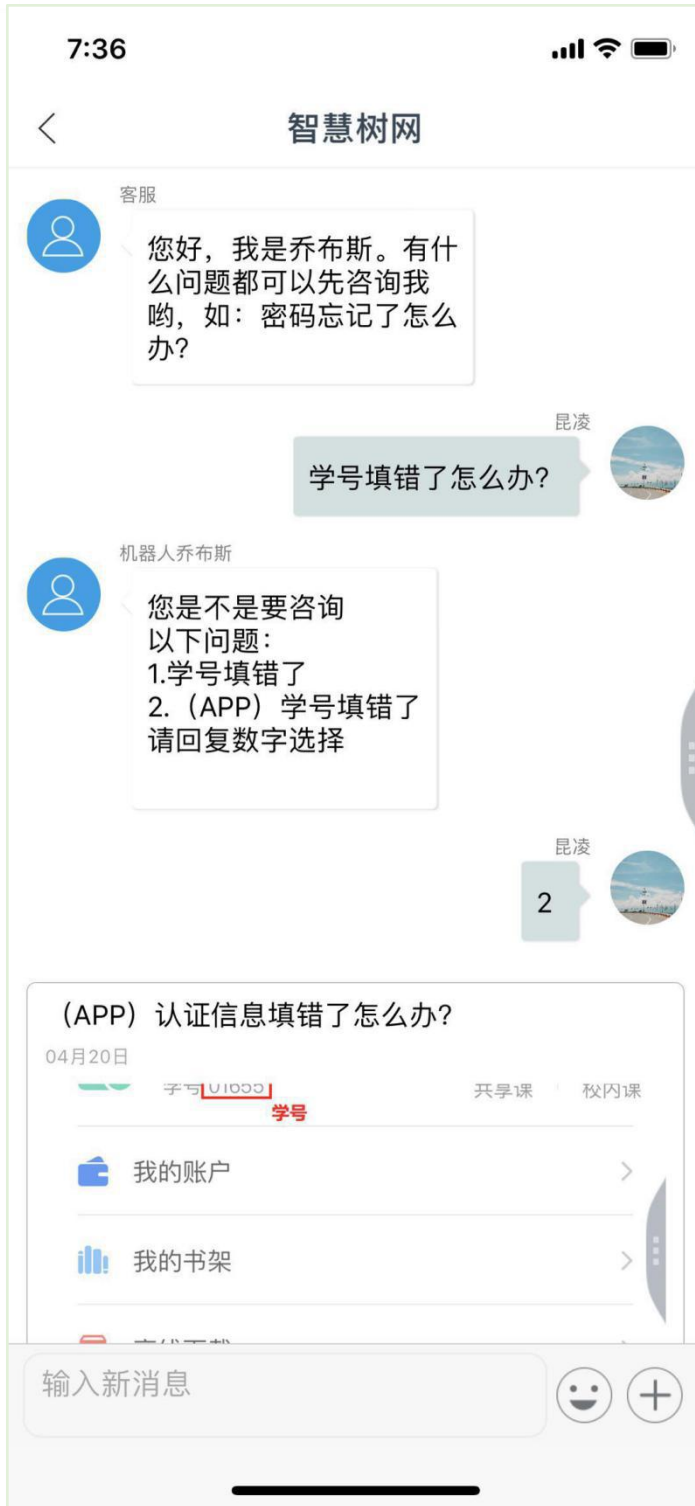 7:36
智慧树网
客服
您好，我是乔布斯。有什
么问题都可以先咨询我
哟，如：密码忘记了怎么
办？
昆凌
学号填错了怎么办？
机器人乔布斯
您是不是要咨询
以下问题：
1.学号填错了
2.（APP）学号填错了
请回复数字选择
昆凌
2
（APP）认证信息填错了怎么办？
04月20日
学号 01655 共享课 校内课
学号
我的账户
我的书架
输入新消息